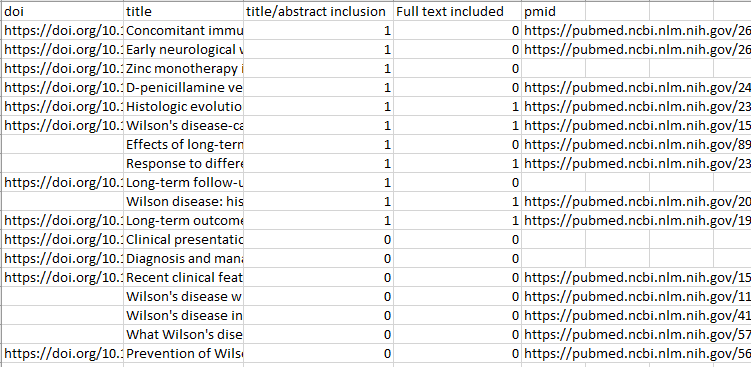 doi title title/abstract inclusion Full text included pmid
https://doi.org/10.1 Concomitant immu 1 0 https://pubmed.ncbi.nlm.nih.gov/26
https://doi.org/10.1 Early neurological w 1 0 https://pubmed.ncbi.nlm.nih.gov/26
https://doi.org/10.1 Zinc monotherapy i 1 0
https://doi.org/10.1 D-penicillamine ve 1 0 https://pubmed.ncbi.nlm.nih.gov/24
https://doi.org/10.1 Histologic evolutio 1 1 https://pubmed.ncbi.nlm.nih.gov/23
https://doi.org/10.1 Wilson's disease-ca 1 1 https://pubmed.ncbi.nlm.nih.gov/15
Effects of long-tern 1 0 https://pubmed.ncbi.nlm.nih.gov/89
Response to differe 1 1 https://pubmed.ncbi.nlm.nih.gov/23
https://doi.org/10.1 Long-term follow-u 1 0
Wilson disease: his 1 1 https://pubmed.ncbi.nlm.nih.gov/20
https://doi.org/10.1 Long-term outcome 1 1 https://pubmed.ncbi.nlm.nih.gov/19
https://doi.org/10.1 Clinical presentatic 0 0
https://doi.org/10.1 Diagnosis and mana 0 0
https://doi.org/10.1 Recent clinical feat 0 0 https://pubmed.ncbi.nlm.nih.gov/15
Wilson's disease w 0 0 https://pubmed.ncbi.nlm.nih.gov/11
Wilson's disease in 0 0 https://pubmed.ncbi.nlm.nih.gov/41
What Wilson's dise 0 0 https://pubmed.ncbi.nlm.nih.gov/57
https://doi.org/10.1 Prevention of Wils 0 0 https://pubmed.ncbi.nlm.nih.gov/56